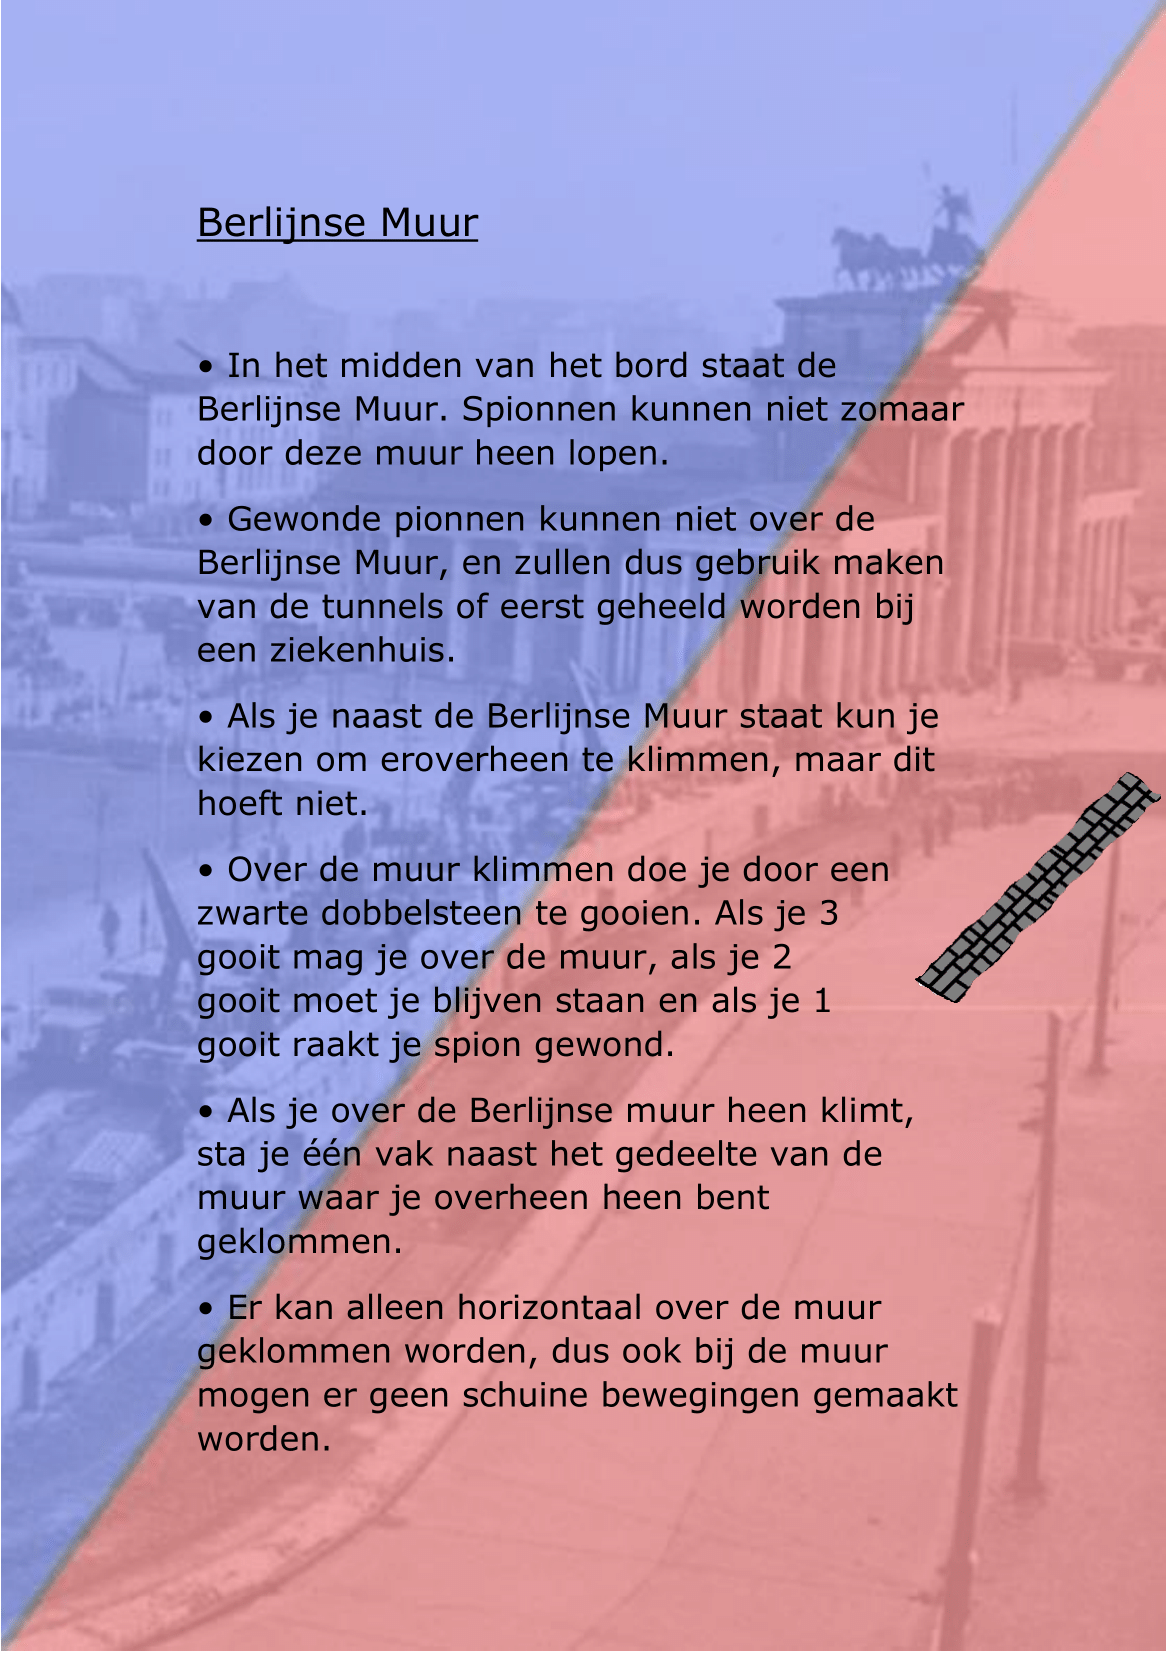 Berlijnse Muur
• In het midden van het bord staat de
Berlijnse Muur. Spionnen kunnen niet zomaar
door deze muur heen lopen.
• Gewonde pionnen kunnen niet over de
Berlijnse Muur, en zullen dus gebruik maken
van de tunnels of eerst geheeld worden bij
een ziekenhuis.
• Als je naast de Berlijnse Muur staat kun je
kiezen om eroverheen te klimmen, maar dit
hoeft niet.
• Over de muur klimmen doe je door een
zwarte dobbelsteen te gooien. Als je 3
gooit mag je over de muur, als je 2
gooit moet je blijven staan en als je 1
gooit raakt je spion gewond.
• Als je over de Berlijnse muur heen klimt,
sta je één vak naast het gedeelte van de
muur waar je overheen heen bent
geklommen.
• Er kan alleen horizontaal over de muur
geklommen worden, dus ook bij de muur
mogen er geen schuine bewegingen gemaakt
worden.